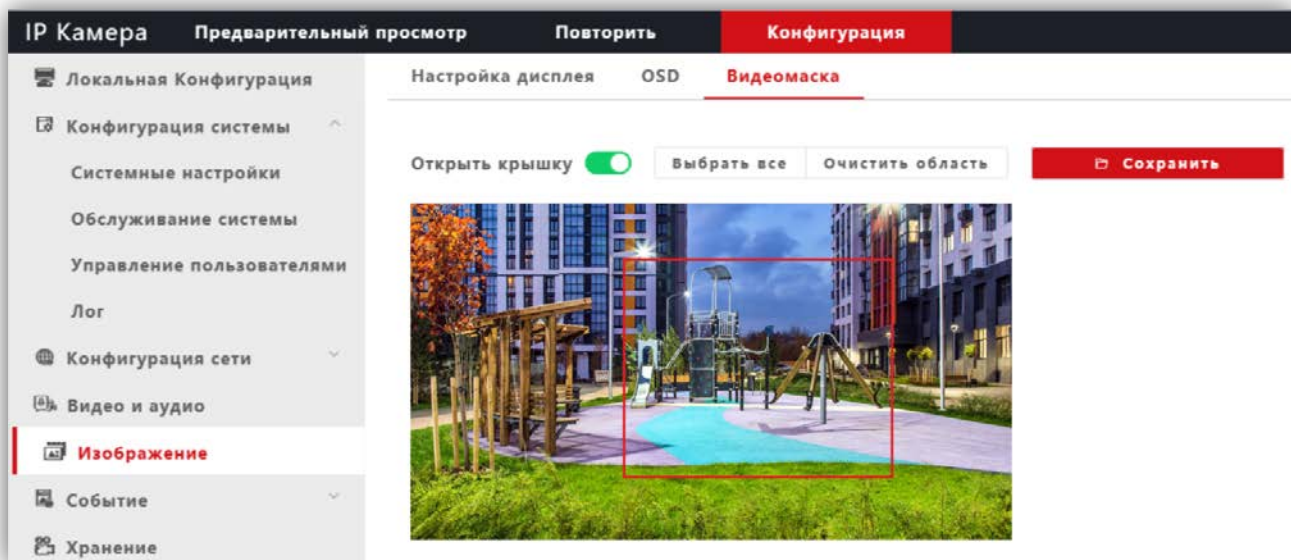 IP Камера Предварительный просмотр Повторить Конфигурация
Локальная Конфигурация
Настройка дисплея OSD Видеомаска
Конфигурация системы
Открыть крышку Выбрать все Очистить область Сохранить
Системные настройки
Обслуживание системы
Управление пользователями
Лог
Конфигурация сети
Видео и аудио
Изображение
Событие
Хранение